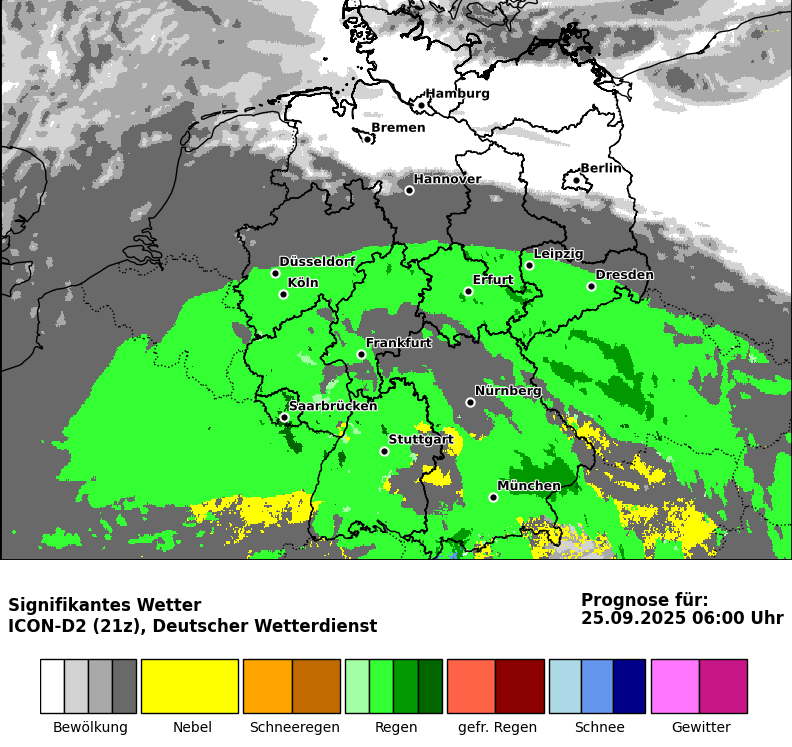 Hamburg
Bremen
Berlin
Hannover
Düsseldorf
Leipzig
Köln
Erfurt
Dresden
Frankfurt
Nürnberg
Saarbrücken
Stuttgart
München
Signifikantes Wetter
ICON-D2 (21z), Deutscher Wetterdienst
Prognose für:
25.09.2025 06:00 Uhr
Bewölkung
Nebel
Schneeregen
Regen
gefr. Regen
Schnee
Gewitter